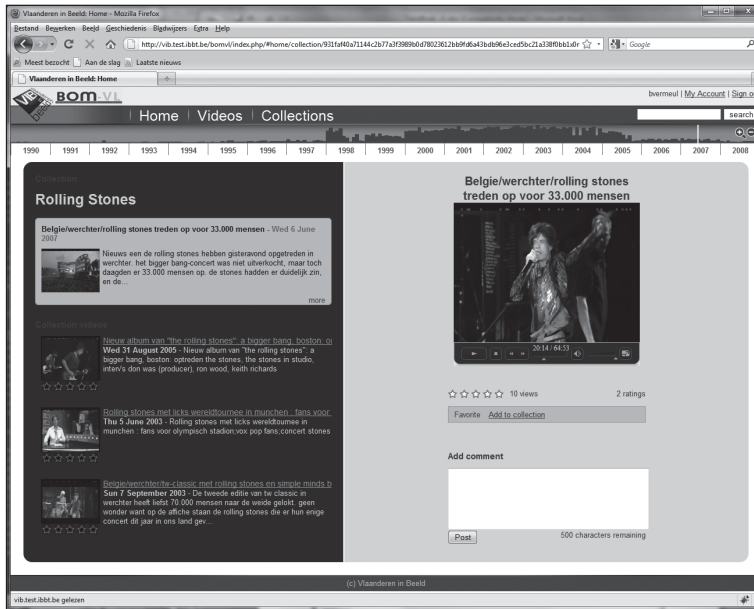 Vlaanderen in Beeld: Home - Mozilla Firefox
Bestand Bewerken Beeld Geschiedenis Bladwijzers Extra Help
http://vib.test.ibbt.be/bomvl/index.php/#home/collection/931faf40a71144c2b77a3f3989b0d78023612bb9fd6a43bdb96e3ced5bc21a338f0bb1x0r
Google
Meest bezocht Aan de slag Laatste nieuws
Vlaanderen in Beeld: Home
VIB Beeld BOM-VL
bvermeul | My Account | Sign o
Home Videos Collections
search
1990 1991 1992 1993 1994 1995 1996 1997 1998 1999 2000 2001 2002 2003 2004 2005 2006 2007 2008
Collection
Rolling Stones
Belgie/werchter/rolling stones treden op voor 33.000 mensen - Wed 6 June
2007
Nieuws een de rolling stones hebben gisteravond opgetreden in
werchter. het bigger bang-concert was niet uitverkocht, maar toch
daagden er 33.000 mensen op. de stones hadden er duidelijk zin,
en de...
more
Collection videos
Nieuw album van "the rolling stones": a bigger bang, boston: o
Wed 31 August 2005 - Nieuw album van "the rolling stones": a
bigger bang, boston: optreden the stones, the stones in studio,
inten/s don was (producer), ron wood, keith richards
Rolling stones met licks wereldtournee in munchen : fans voor
Thu 5 June 2003 - Rolling stones met licks wereldtournee in
munchen : fans voor olympisch stadion;vox pop fans;concert stones
Belgie/werchter/tw-classic met rolling stones en simple minds b
Sun 7 September 2003 - De tweede editie van tw classic in
werchter heeft liefst 70.000 mensen naar de weide gelokt. geen
wonder want op de affiche staan de rolling stones die er hun enige
concert dit jaar in ons land gev...
Belgie/werchter/rolling stones
treden op voor 33.000 mensen
20:14 / 64:53
10 views
2 ratings
Favorite Add to collection
Add comment
Post
500 characters remaining
(c) Vlaanderen in Beeld
vib.test.ibbt.be gelezen